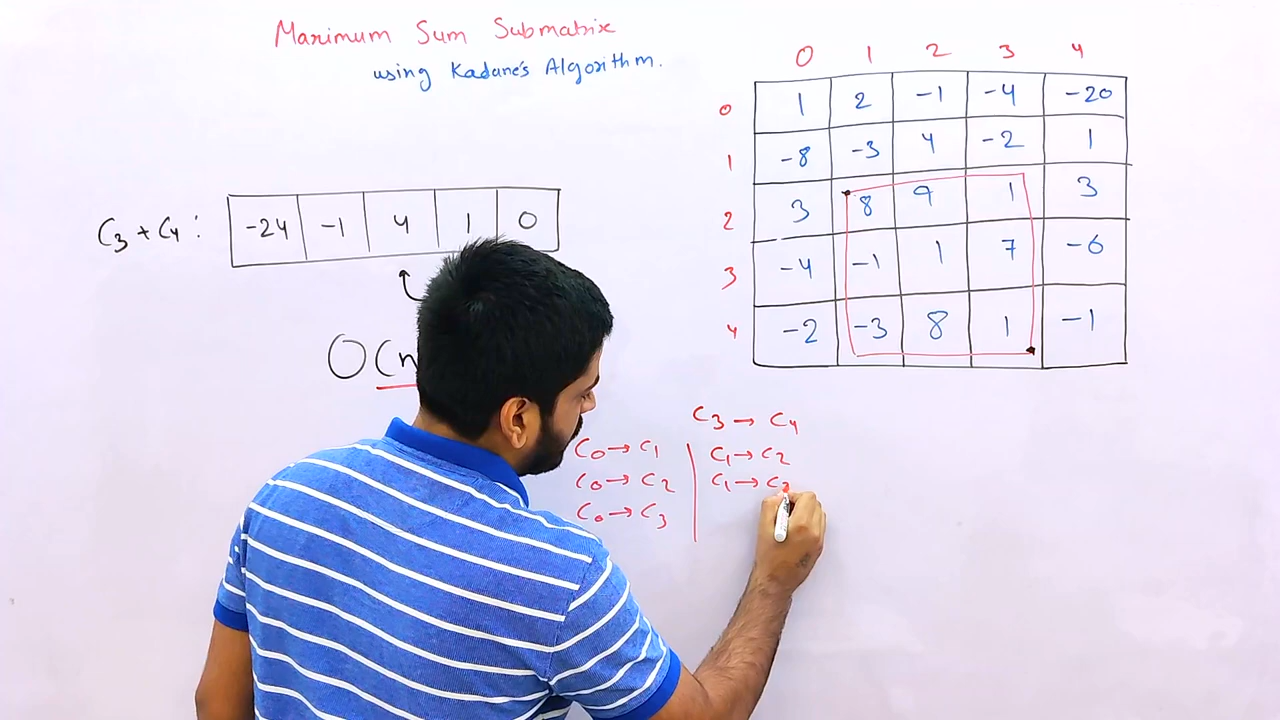 Maximum Sum Submatrix
using Kadane's Algorithm.
C3 + C4 : -24 -1 4 1 0
O(n
0 1 2 3 4
0 1 2 -1 -4 -20
1 -8 -3 4 -2 1
2 3 8 9 1 3
3 -4 -1 1 7 -6
4 -2 -3 8 1 -1
C3 → C4
C0 → C1
C0 → C2
C0 → C3
C1 → C2
C1 → C3